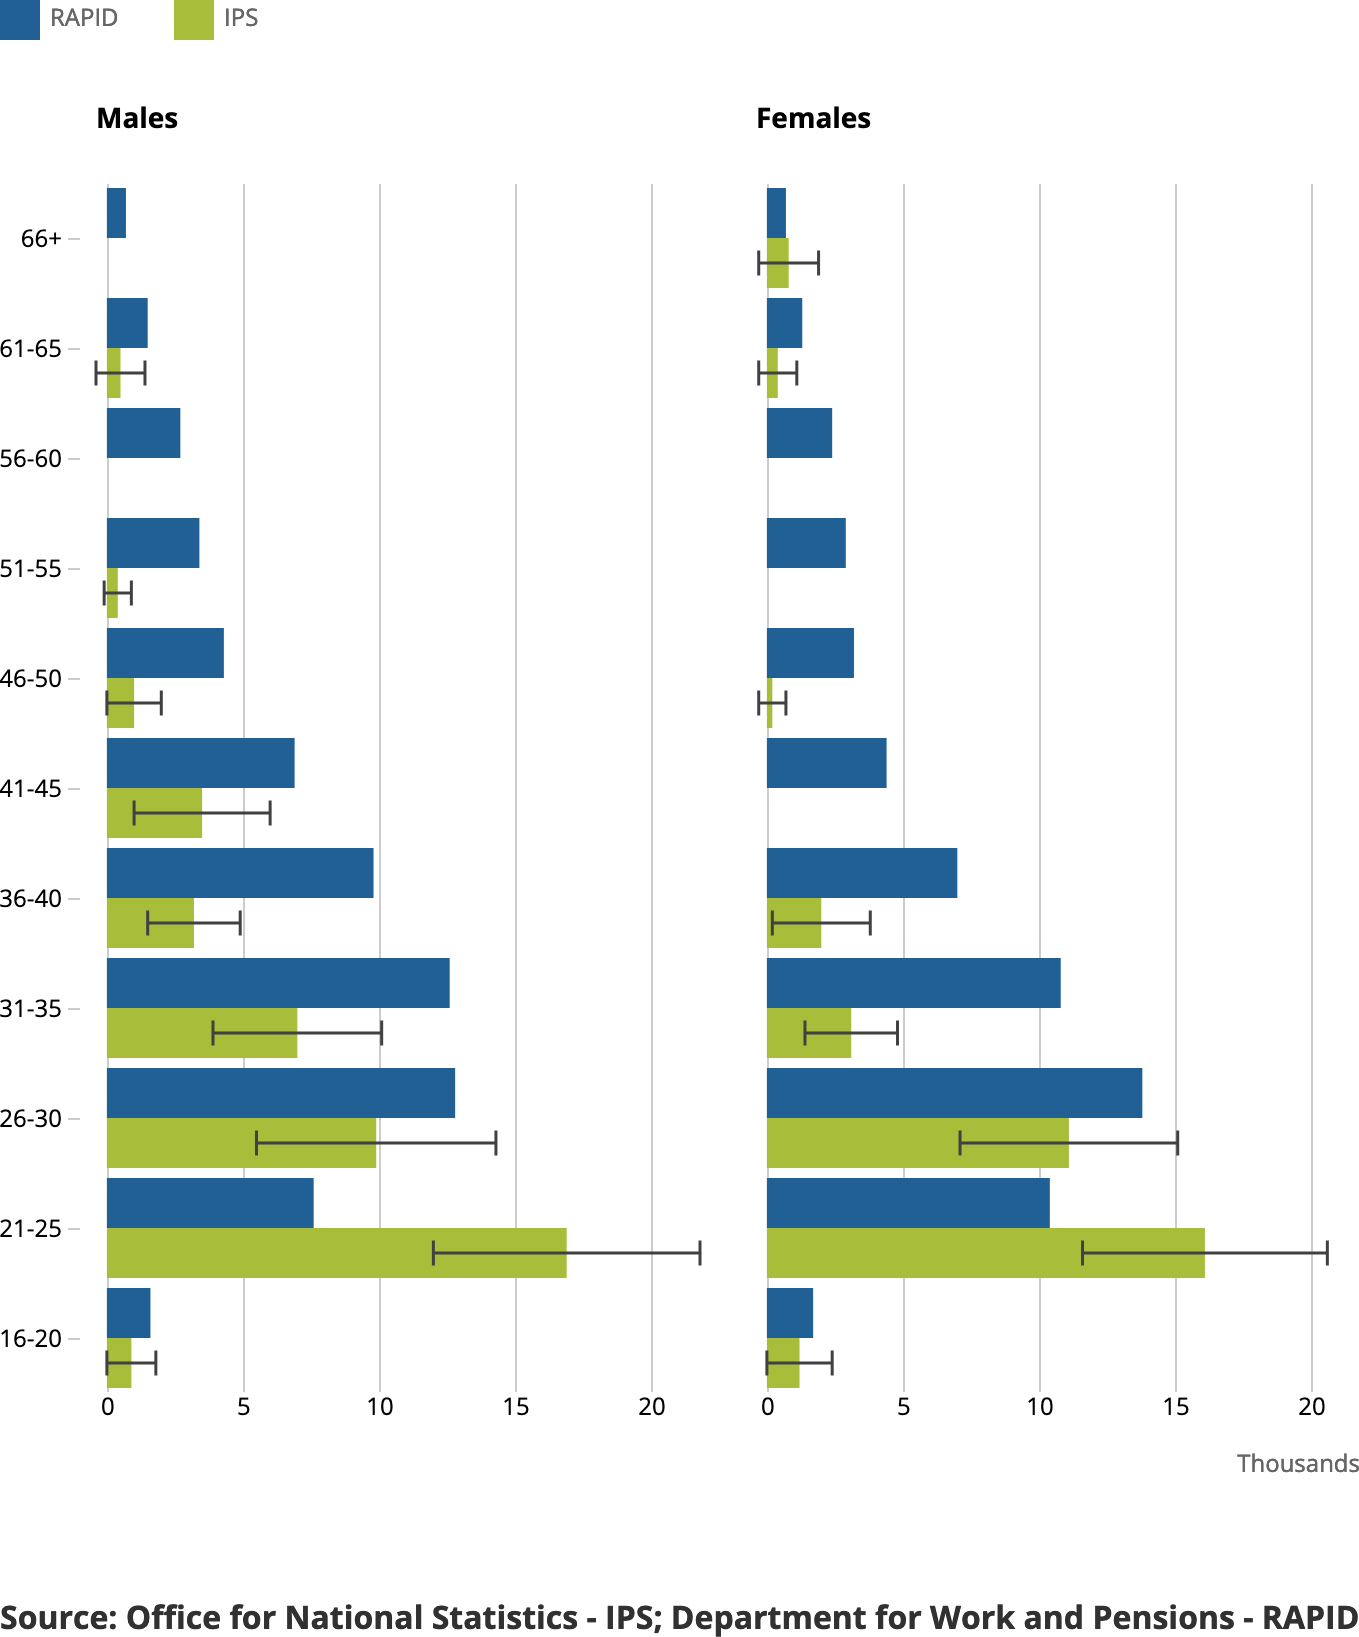 RAPID IPS
Males Females
66+
61-65
56-60
51-55
46-50
41-45
36-40
31-35
26-30
21-25
16-20
0 5 10 15 20 0 5 10 15 20
Thousands
Source: Office for National Statistics - IPS; Department for Work and Pensions - RAPID